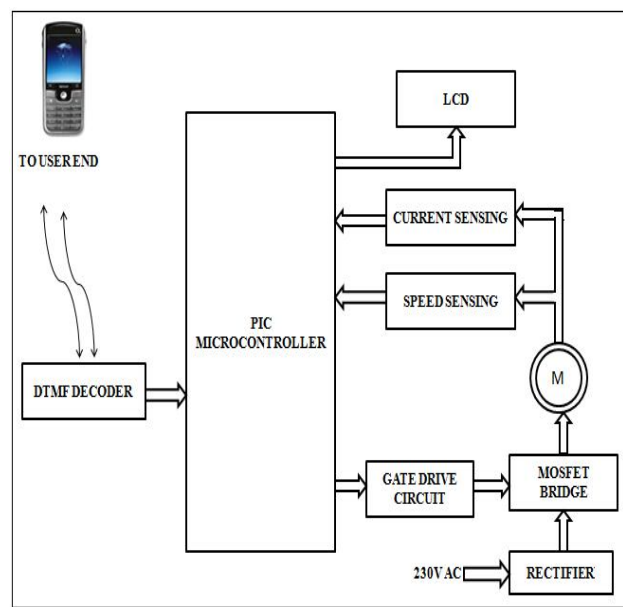 LCD
TO USER END
CURRENT SENSING
SPEED SENSING
PIC
MICROCONTROLLER
DTMF DECODER
M
GATE DRIVE
CIRCUIT
MOSFET
BRIDGE
230V AC
RECTIFIER